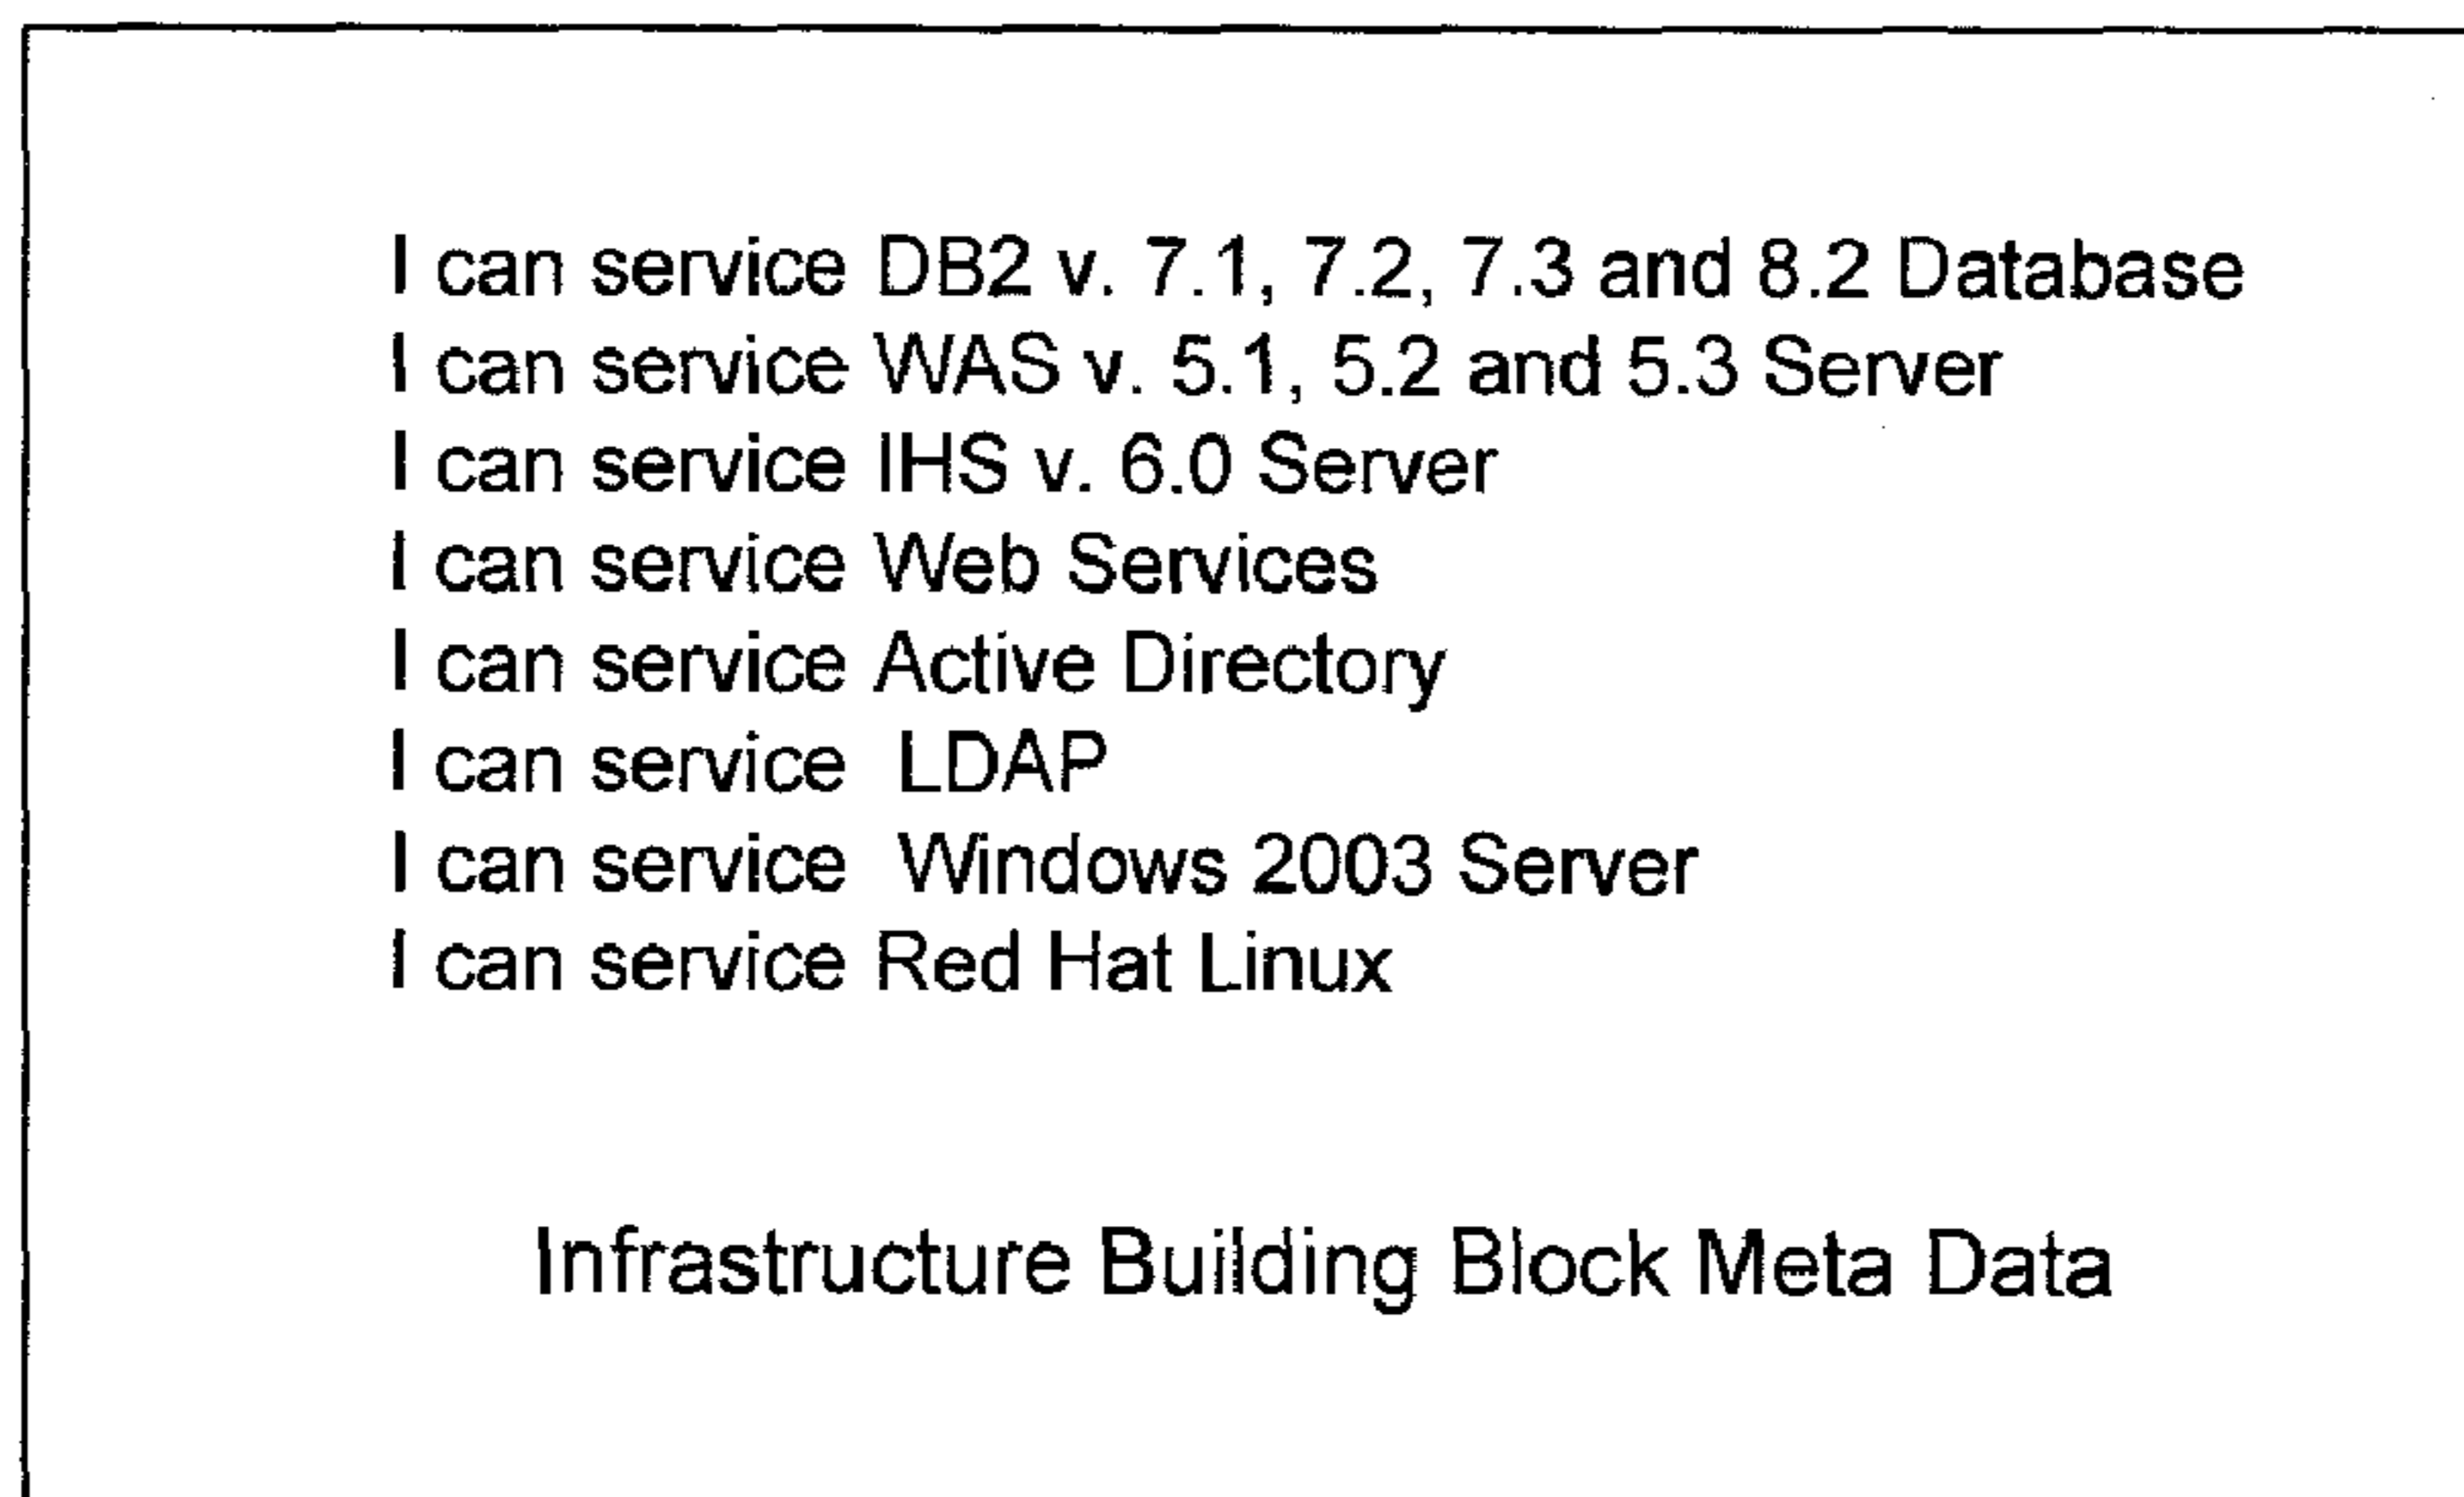 I can service DB2 v. 7.1, 7.2, 7.3 and 8.2 Database
I can service WAS v. 5.1, 5.2 and 5.3 Server
I can service IHS v. 6.0 Server
I can service Web Services
I can service Active Directory
I can service LDAP
I can service Windows 2003 Server
I can service Red Hat Linux
Infrastructure Building Block Meta Data